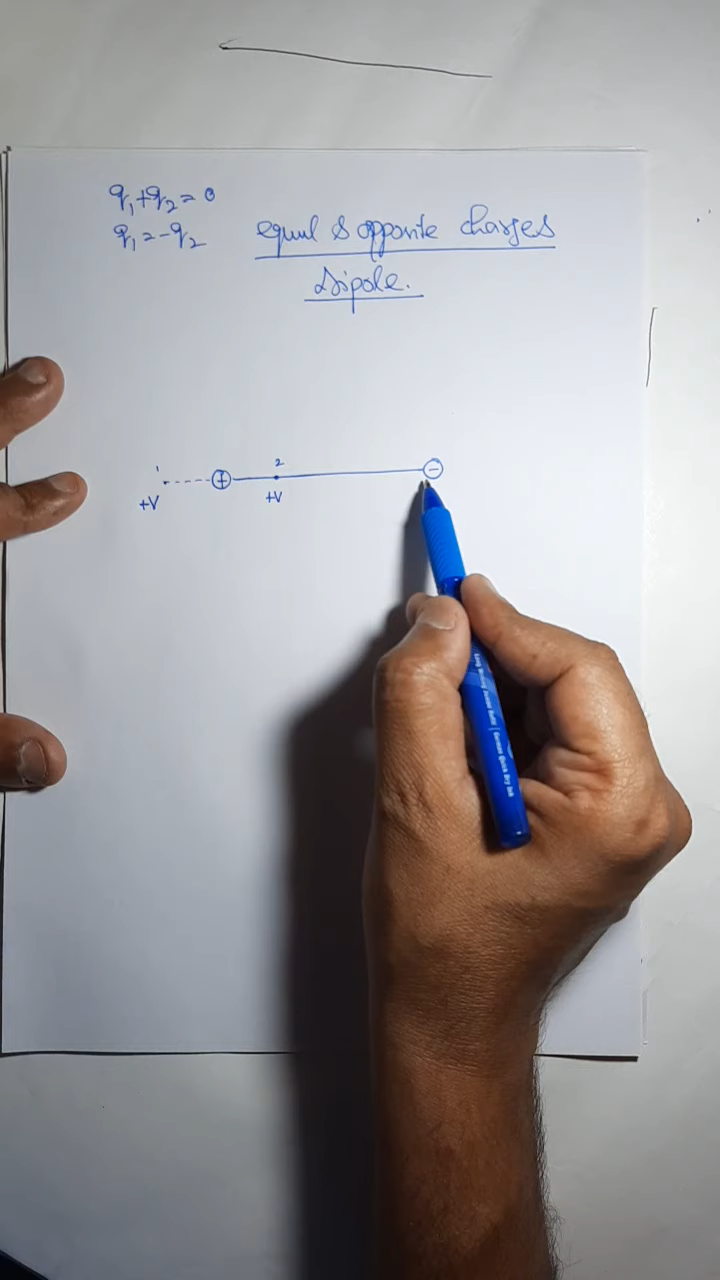 q₁+q₂=0
q₁=-q₂
equal & opposite charges
Dipole.
1
2
+
-
+V
+V